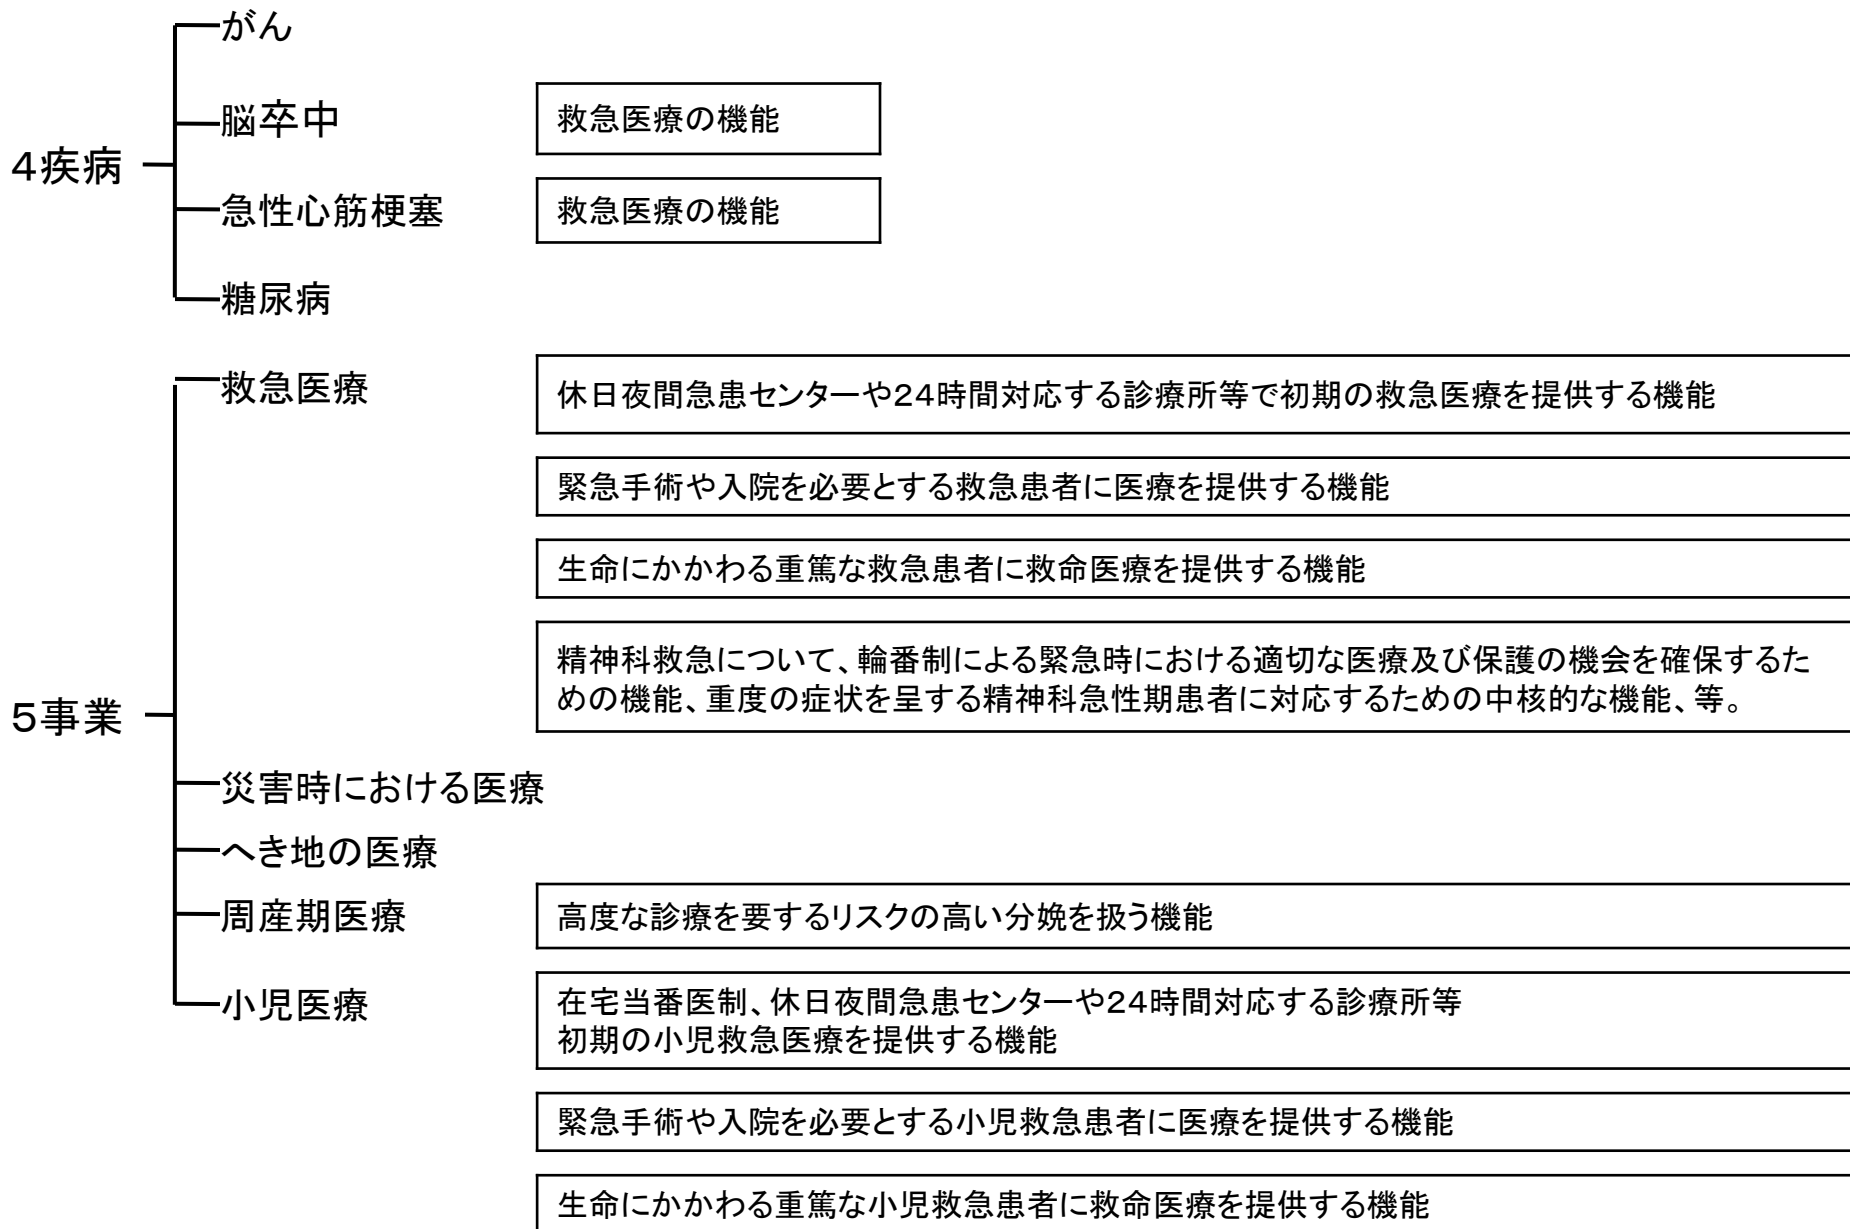 がん
脳卒中
救急医療の機能
4疾病
急性心筋梗塞
救急医療の機能
糖尿病
救急医療
休日夜間急患センターや24時間対応する診療所等で初期の救急医療を提供する機能
緊急手術や入院を必要とする救急患者に医療を提供する機能
生命にかかわる重篤な救急患者に救命医療を提供する機能
精神科救急について、輪番制による緊急時における適切な医療及び保護の機会を確保するた
めの機能、重度の症状を呈する精神科急性期患者に対応するための中核的な機能、等。
5事業
災害時における医療
へき地の医療
周産期医療
高度な診療を要するリスクの高い分娩を扱う機能
小児医療
在宅当番医制、休日夜間急患センターや24時間対応する診療所等
初期の小児救急医療を提供する機能
緊急手術や入院を必要とする小児救急患者に医療を提供する機能
生命にかかわる重篤な小児救急患者に救命医療を提供する機能